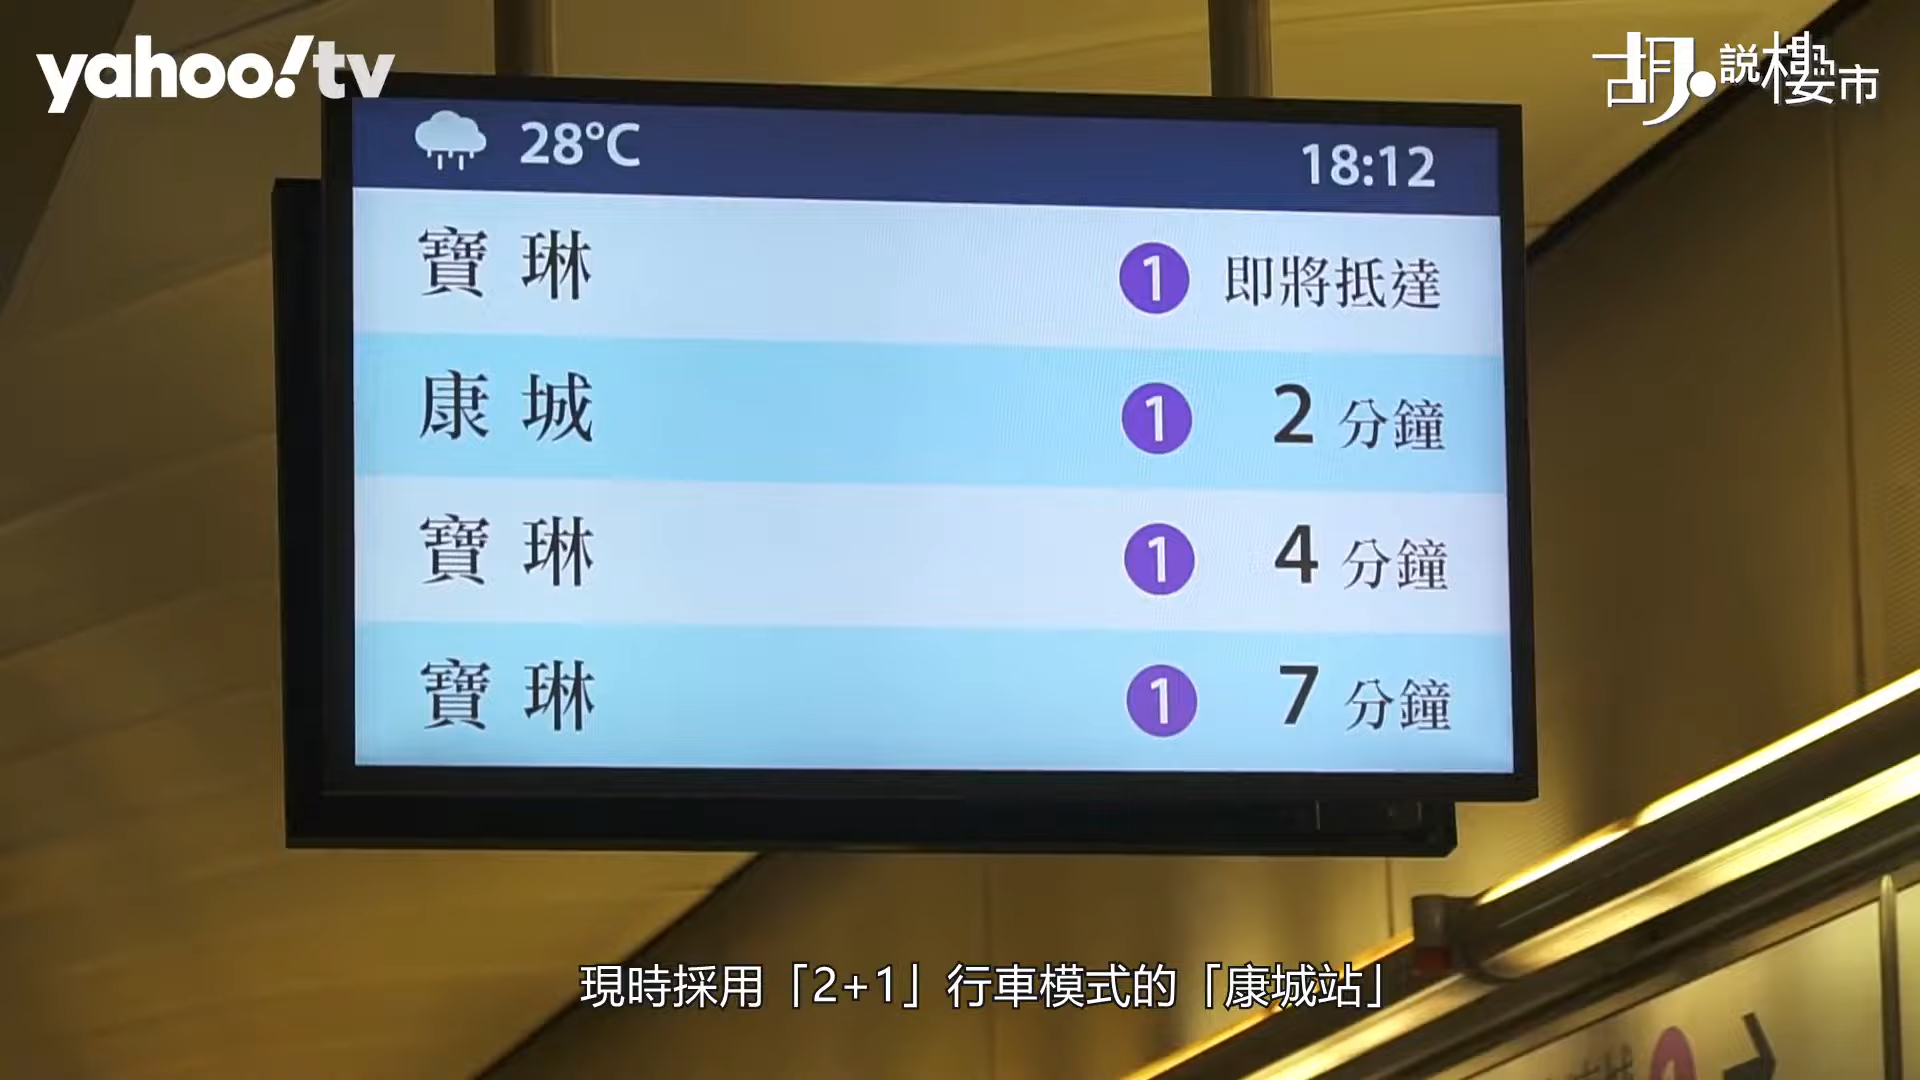 yahoo!tv
胡.說樓市
28°C 18:12
寶琳 1 即將抵達
康城 1 2 分鐘
寶琳 1 4 分鐘
寶琳 1 7 分鐘
現時採用「2+1」行車模式的「康城站」